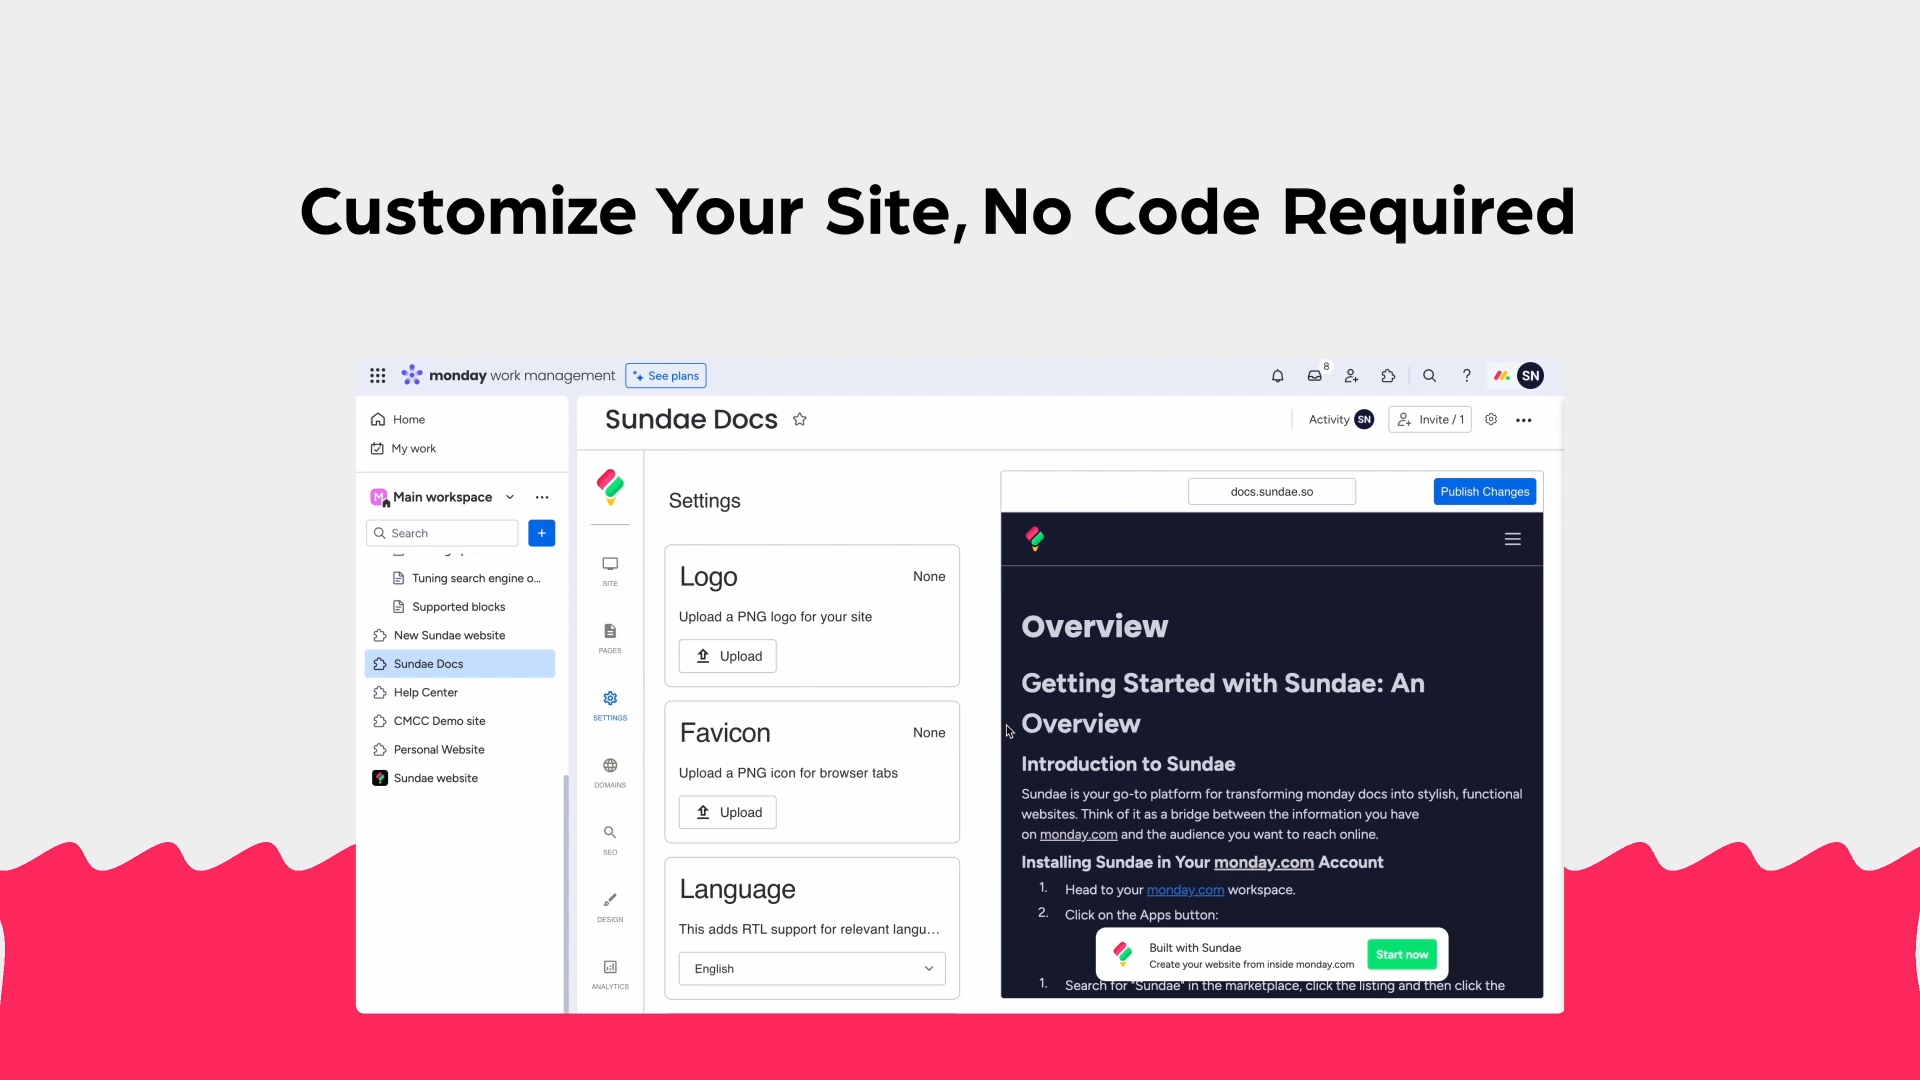 Customize Your Site, No Code Required
monday work management
See plans
8
SN
Home
My work
M
Main workspace
Search
Tuning search engine o...
Supported blocks
New Sundae website
Sundae Docs
Help Center
CMCC Demo site
Personal Website
Sundae website
Sundae Docs
Activity SN
Invite / 1
SITE
PAGES
SETTINGS
DOMAINS
SEO
DESIGN
ANALYTICS
Settings
Logo
None
Upload a PNG logo for your site
Upload
Favicon
None
Upload a PNG icon for browser tabs
Upload
Language
This adds RTL support for relevant langu...
English
docs.sundae.so
Publish Changes
Overview
Getting Started with Sundae: An
Overview
Introduction to Sundae
Sundae is your go-to platform for transforming monday docs into stylish, functional
websites. Think of it as a bridge between the information you have
on monday.com and the audience you want to reach online.
Installing Sundae in Your monday.com Account
1. Head to your monday.com workspace.
2. Click on the Apps button:
Built with Sundae
Create your website from inside monday.com
Start now
1. Search for "Sundae" in the marketplace, click the listing and then click the